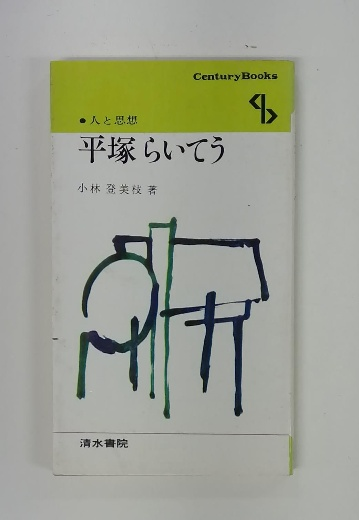 CenturyBooks
●人と思想
平塚らいてう
小林 登美枝 著
清水書院